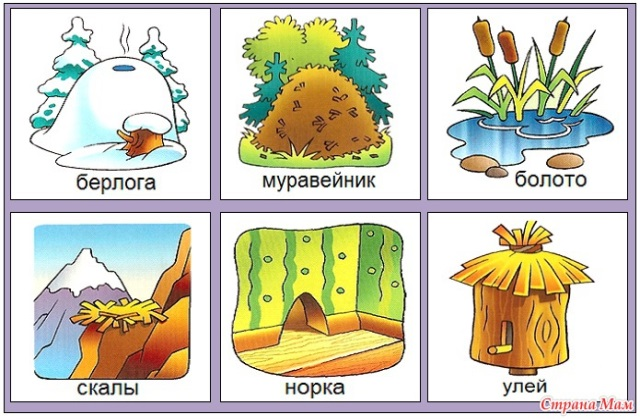 берлога
муравейник
болото
скалы
норка
улей
Страна Мам